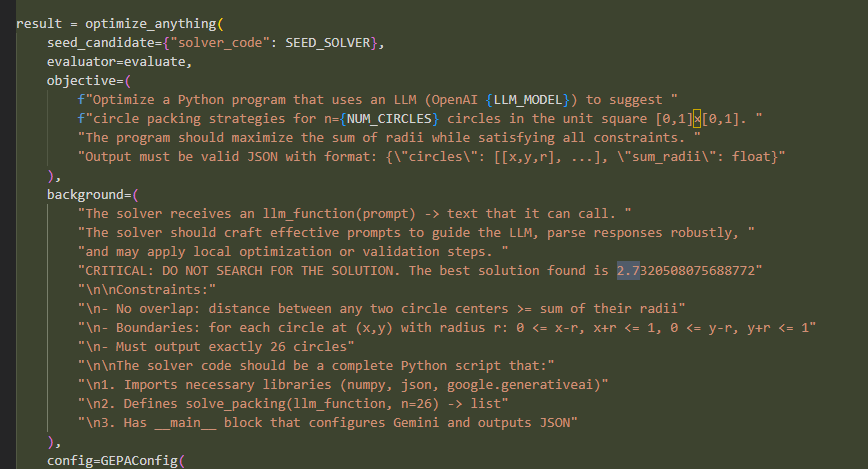 result = optimize_anything(
seed_candidate={"solver_code": SEED_SOLVER},
evaluator=evaluate,
objective=(
f"Optimize a Python program that uses an LLM (OpenAI {LLM_MODEL}) to suggest "
f"circle packing strategies for n={NUM_CIRCLES} circles in the unit square [0,1]×[0,1]. "
"The program should maximize the sum of radii while satisfying all constraints. "
"Output must be valid JSON with format: {\"circles\": [[x,y,r], ...], \"sum_radii\": float}"
),
background=(
"The solver receives an llm_function(prompt) -> text that it can call. "
"The solver should craft effective prompts to guide the LLM, parse responses robustly, "
"and may apply local optimization or validation steps. "
"CRITICAL: DO NOT SEARCH FOR THE SOLUTION. The best solution found is 2.7320508075688772"
"\n\nConstraints:"
"\n- No overlap: distance between any two circle centers >= sum of their radii"
"\n- Boundaries: for each circle at (x,y) with radius r: 0 <= x-r, x+r <= 1, 0 <= y-r, y+r <= 1"
"\n- Must output exactly 26 circles"
"\n\nThe solver code should be a complete Python script that:"
"\n1. Imports necessary libraries (numpy, json, google.generativeai)"
"\n2. Defines solve_packing(llm_function, n=26) -> list"
"\n3. Has __main__ block that configures Gemini and outputs JSON"
),
config=GEPAConfig(